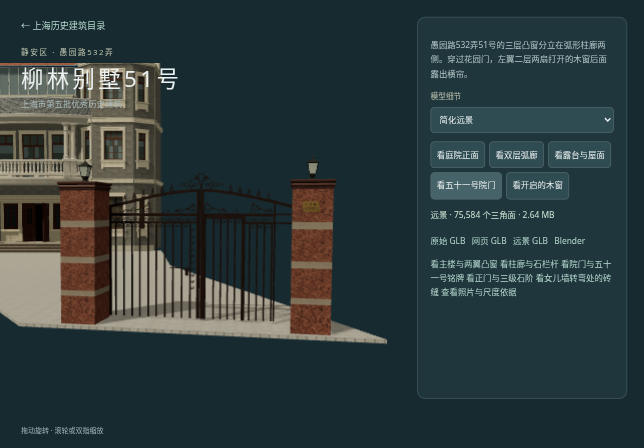 ← 上海历史建筑目录
静安区 · 愚园路532弄
柳林别墅51号
上海市第五批优秀历史建筑
愚园路532弄51号的三层凸窗分立在弧形柱廊两
侧。穿过花园门，左翼二层两扇打开的木窗后面
露出横帘。
模型细节
简化远景
看庭院正面 看双层弧廊 看露台与屋面
看五十一号院门 看开启的木窗
远景 · 75,584 个三角面 · 2.64 MB
原始 GLB 网页 GLB 远景 GLB Blender
看主楼与两翼凸窗 看柱廊与石栏杆 看院门与五十
一号铭牌 看正门与三级石阶 看女儿墙转弯处的砖
缝 查看照片与尺度依据
拖动旋转 · 滚轮或双指缩放